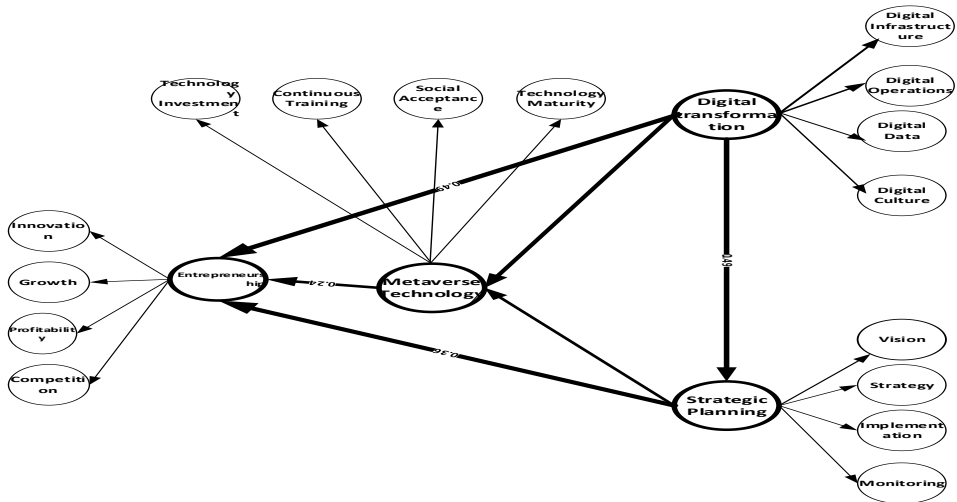 Digital
Infrastruct
ure
Technolog
y
Investmen
t
Continuous
Training
Social
Acceptanc
e
Technology
Maturity
Digital
transforma
tion
Digital
Operations
Digital
Data
Digital
Culture
0.49
Innovatio
n
Growth
Profitabilit
y
Competiti
on
Entrepreneurs
hip
0.24
Metaverse
Technology
0.49
0.36
Strategic
Planning
Vision
Strategy
Implement
ation
Monitoring